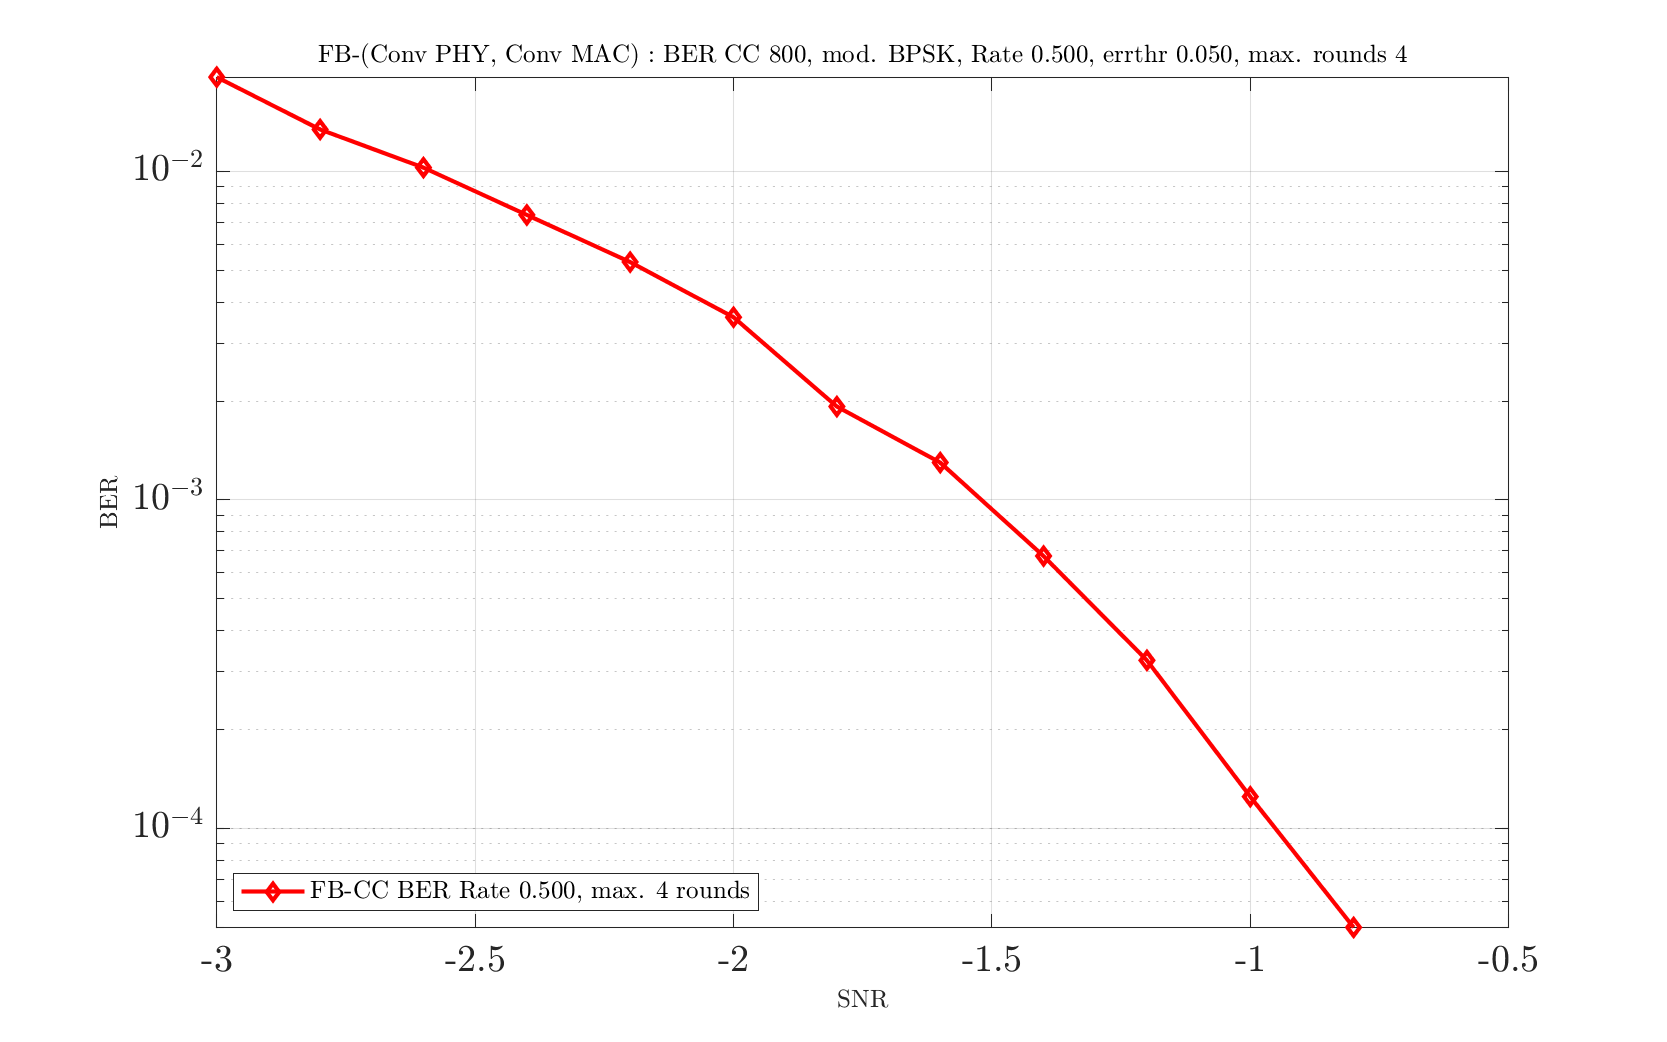 FB-(Conv PHY, Conv MAC) : BER CC 800, mod. BPSK, Rate 0.500, errthr 0.050, max. rounds 4
10⁻²
10⁻³
10⁻⁴
BER
FB-CC BER Rate 0.500, max. 4 rounds
-3 -2.5 -2 -1.5 -1 -0.5
SNR